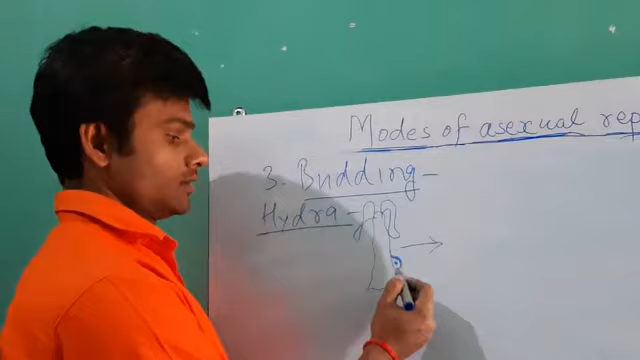 Modes of asexual rep
3. Budding -
Hydra -